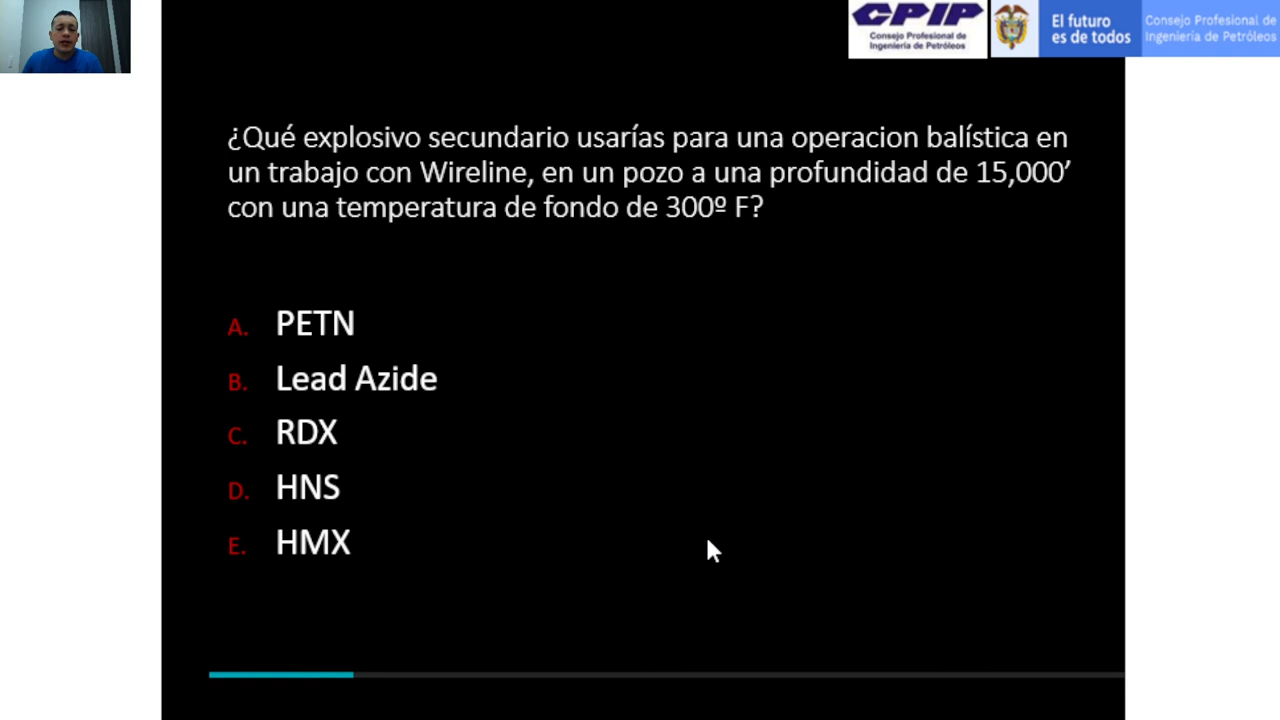 CPIP
Consejo Profesional de
Ingeniería de Petróleos
El futuro
es de todos
Consejo Profesional de
Ingeniería de Petróleos
¿Qué explosivo secundario usarías para una operacion balística en
un trabajo con Wireline, en un pozo a una profundidad de 15,000’
con una temperatura de fondo de 300º F?
A. PETN
B. Lead Azide
C. RDX
D. HNS
E. HMX